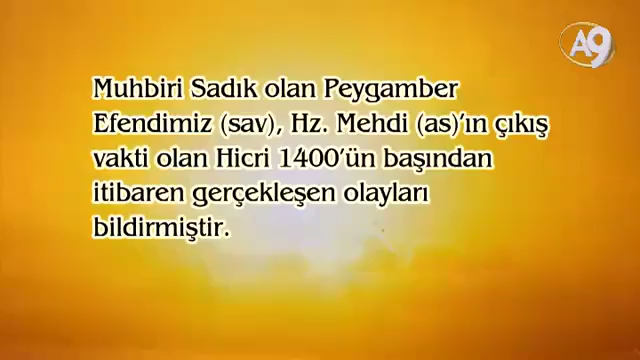 A9
Muhbiri Sadık olan Peygamber
Efendimiz (sav), Hz. Mehdi (as)'ın çıkış
vakti olan Hicri 1400'ün başından
itibaren gerçekleşen olayları
bildirmiştir.